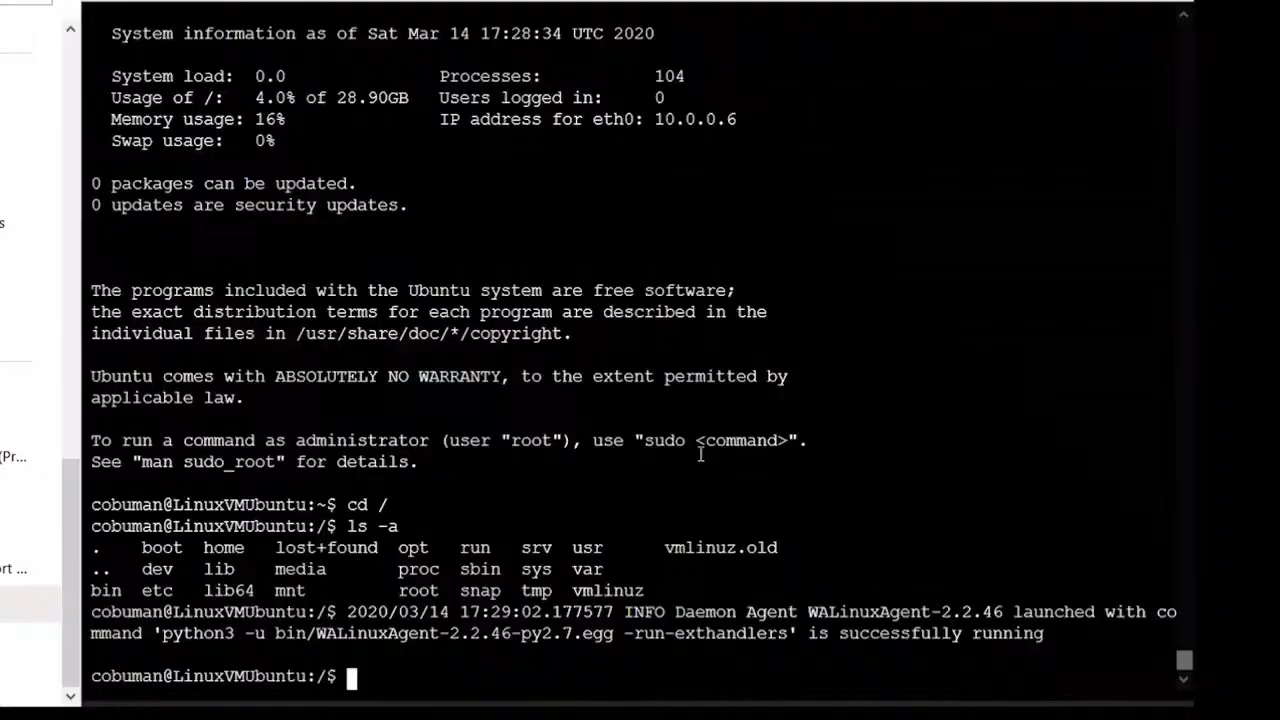 System information as of Sat Mar 14 17:28:34 UTC 2020
System load: 0.0 Processes: 104
Usage of /: 4.0% of 28.90GB Users logged in: 0
Memory usage: 16% IP address for eth0: 10.0.0.6
Swap usage: 0%
0 packages can be updated.
0 updates are security updates.
s
The programs included with the Ubuntu system are free software;
the exact distribution terms for each program are described in the
individual files in /usr/share/doc/*/copyright.
Ubuntu comes with ABSOLUTELY NO WARRANTY, to the extent permitted by
applicable law.
To run a command as administrator (user "root"), use "sudo <command>".
(Pr...
See "man sudo_root" for details.
cobuman@LinuxVMUbuntu:~$ cd /
cobuman@LinuxVMUbuntu:/$ ls -a
. boot home lost+found opt run srv usr vmlinuz.old
.. dev lib media proc sbin sys var
ort ...
bin etc lib64 mnt root snap tmp vmlinuz
cobuman@LinuxVMUbuntu:/$ 2020/03/14 17:29:02.177577 INFO Daemon Agent WALinuxAgent-2.2.46 launched with co
mmand 'python3 -u bin/WALinuxAgent-2.2.46-py2.7.egg -run-exthandlers' is successfully running
cobuman@LinuxVMUbuntu:/$